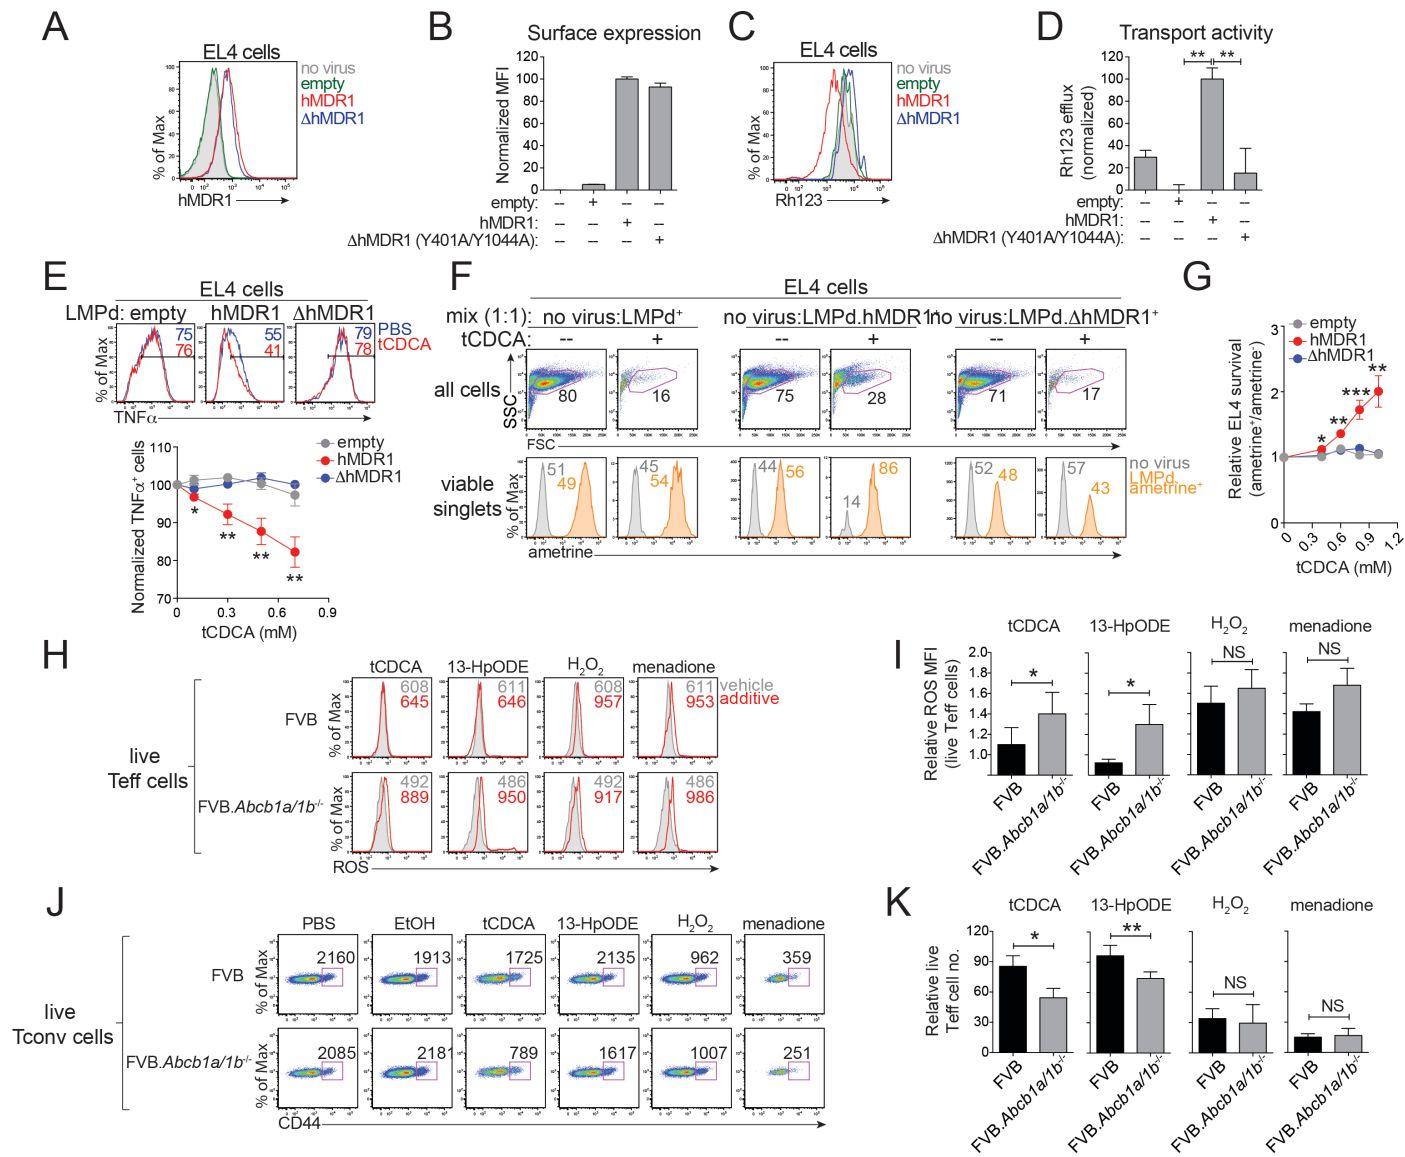 A
EL4 cells
no virus
empty
hMDR1
ΔhMDR1
% of Max
100
80
60
40
20
0
hMDR1
B
Surface expression
Normalized MFI
120
100
80
60
40
20
0
empty: -- + -- --
hMDR1: -- -- + --
ΔhMDR1 (Y401A/Y1044A): -- -- -- +
C
EL4 cells
no virus
empty
hMDR1
ΔhMDR1
% of Max
100
80
60
40
20
0
Rh123
D
Transport activity
** **
Rh123 efflux
(normalized)
120
100
80
60
40
20
0
empty: -- + -- --
hMDR1: -- -- + --
ΔhMDR1 (Y401A/Y1044A): -- -- -- +
E
EL4 cells
LMPd: empty hMDR1 ΔhMDR1
75 55 79 PBS
76 41 78 tCDCA
% of Max
TNFα
empty
hMDR1
ΔhMDR1
Normalized TNFα+ cells
110
100
90
80
70
* ** ** **
0 0.3 0.6 0.9
tCDCA (mM)
F
EL4 cells
mix (1:1): no virus:LMPd+ no virus:LMPd.hMDR1+ no virus:LMPd.ΔhMDR1+
tCDCA: -- + -- + -- +
all cells
SSC
80 16 75 28 71 17
FSC
viable
singlets
% of Max
51 45 44 14 52 57 no virus
49 54 56 86 48 43 LMPd.
ametrine+
ametrine
G
empty
hMDR1
ΔhMDR1
Relative EL4 survival
(ametrine+/ametrine-)
3
2
1
0
* ** *** **
0 0.3 0.6 0.9 1.2
tCDCA (mM)
H
tCDCA 13-HpODE H2O2 menadione
live
Teff cells
FVB
% of Max
608 611 608 611 vehicle
645 646 957 953 additive
FVB.Abcb1a/1b-/-
% of Max
492 486 492 486
889 950 917 986
ROS
I
tCDCA 13-HpODE H2O2 menadione
Relative ROS MFI
(live Teff cells)
2.0
1.8
1.6
1.4
1.2
1.0
* * NS NS
FVB FVB.Abcb1a/1b-/- FVB FVB.Abcb1a/1b-/- FVB FVB.Abcb1a/1b-/- FVB FVB.Abcb1a/1b-/-
J
PBS EtOH tCDCA 13-HpODE H2O2 menadione
live
Tconv cells
FVB
% of Max
2160 1913 1725 2135 962 359
FVB.Abcb1a/1b-/-
% of Max
2085 2181 789 1617 1007 251
CD44
K
tCDCA 13-HpODE H2O2 menadione
Relative live
Teff cell no.
120
90
60
30
0
* ** NS NS
FVB FVB.Abcb1a/1b-/- FVB FVB.Abcb1a/1b-/- FVB FVB.Abcb1a/1b-/- FVB FVB.Abcb1a/1b-/-